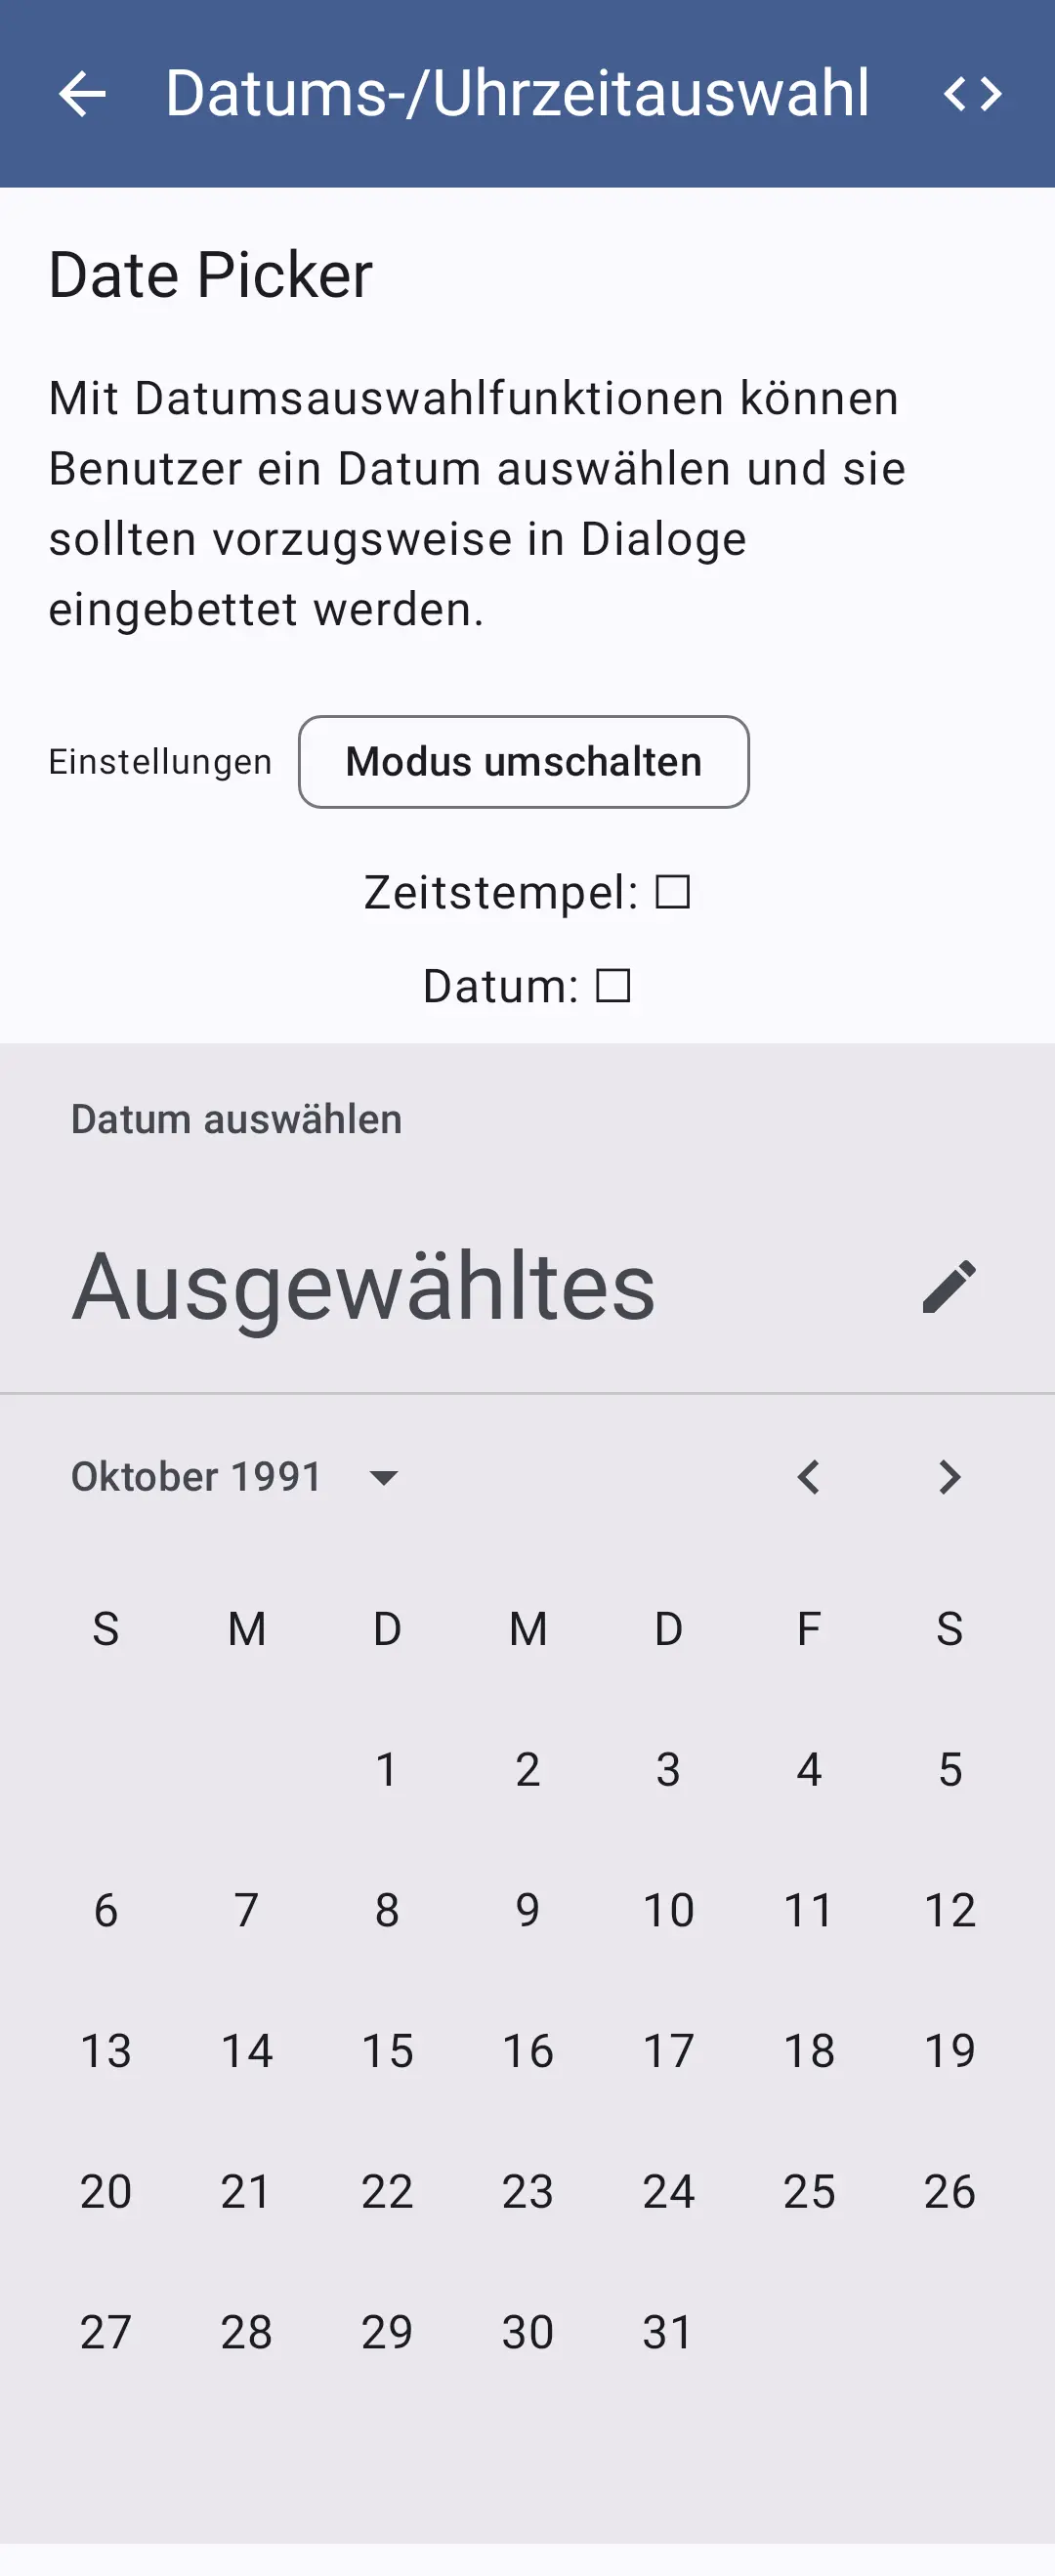 Datums-/Uhrzeitauswahl
Date Picker
Mit Datumsauswahlfunktionen können
Benutzer ein Datum auswählen und sie
sollten vorzugsweise in Dialoge
eingebettet werden.
Einstellungen Modus umschalten
Zeitstempel: □
Datum: □
Datum auswählen
Ausgewähltes
Oktober 1991
S M D M D F S
1 2 3 4 5
6 7 8 9 10 11 12
13 14 15 16 17 18 19
20 21 22 23 24 25 26
27 28 29 30 31